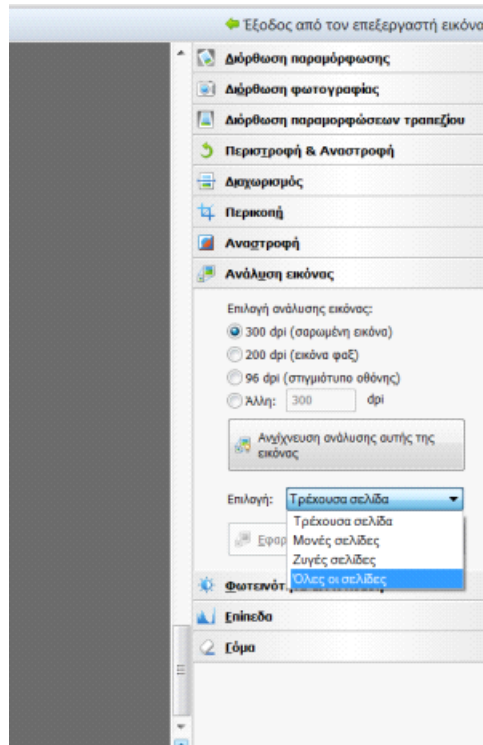 Έξοδος από τον επεξεργαστή εικόνα
Διόρθωση παραμόρφωσης
Διόρθωση φωτογραφίας
Διόρθωση παραμορφώσεων τραπεζίου
Περιστροφή & Αναστροφή
Διαχωρισμός
Περικοπή
Αναστροφή
Ανάλυση εικόνας
Επιλογή ανάλυσης εικόνας:
300 dpi (σαρωμένη εικόνα)
200 dpi (εικόνα φαξ)
96 dpi (στιγμιότυπο οθόνης)
Άλλη: 300 dpi
Ανίχνευση ανάλυσης αυτής της
εικόνας
Επιλογή: Τρέχουσα σελίδα
Τρέχουσα σελίδα
Μονές σελίδες
Ζυγές σελίδες
Όλες οι σελίδες
Επίπεδα
Γόμα